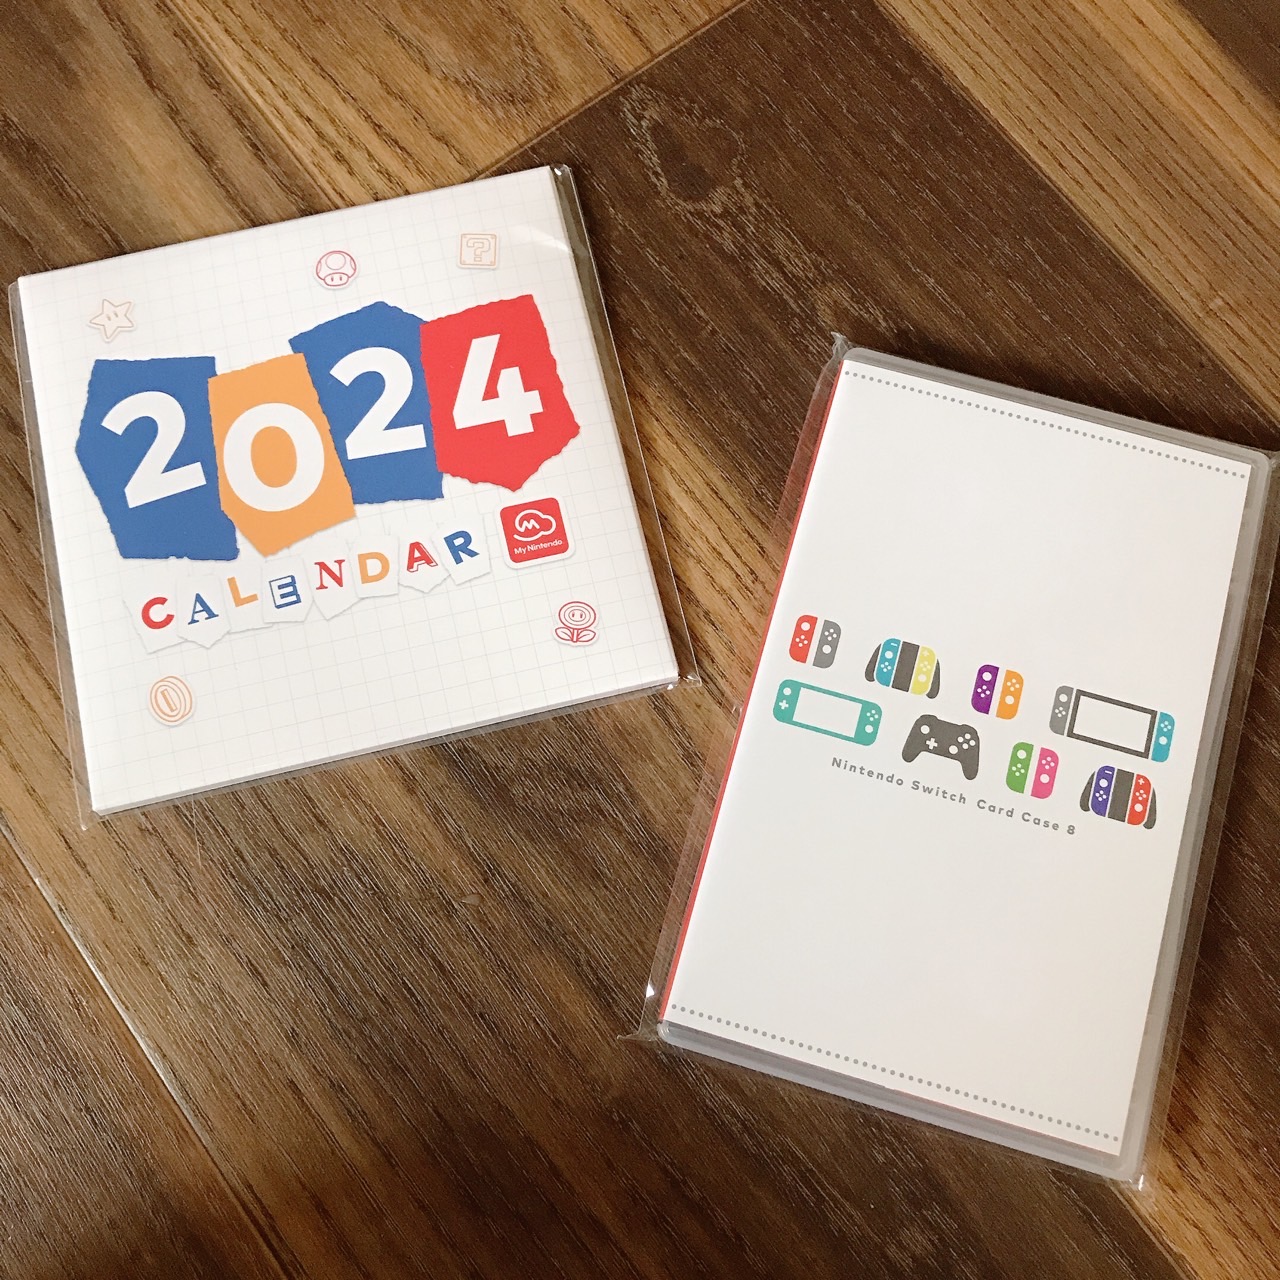 2024
CALENDAR
My Nintendo
Nintendo Switch Card Case 8